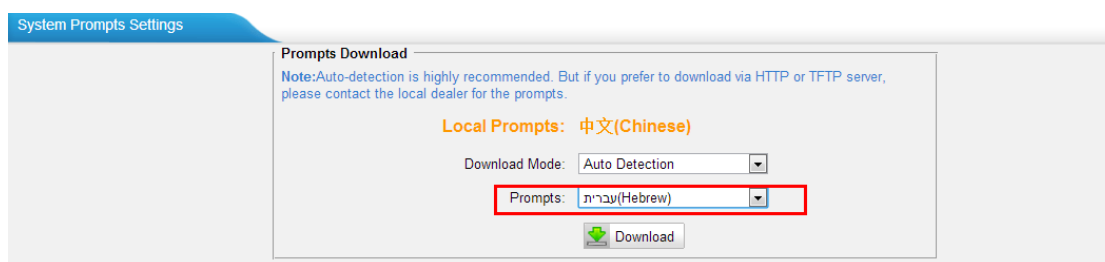 System Prompts Settings
Prompts Download
Note:Auto-detection is highly recommended. But if you prefer to download via HTTP or TFTP server,
please contact the local dealer for the prompts.
Local Prompts: 中文(Chinese)
Download Mode: Auto Detection
Prompts: עברית(Hebrew)
Download